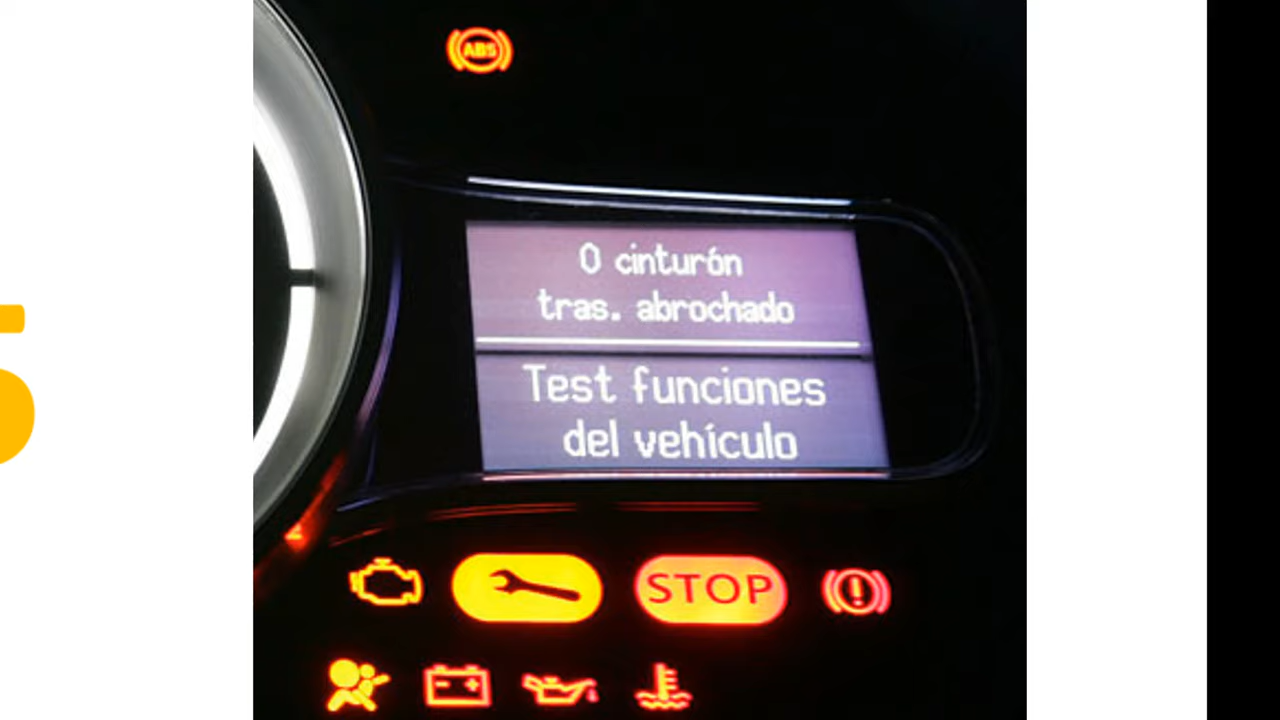 ABS
0 cinturón
tras. abrochado
Test funciones
del vehículo
STOP